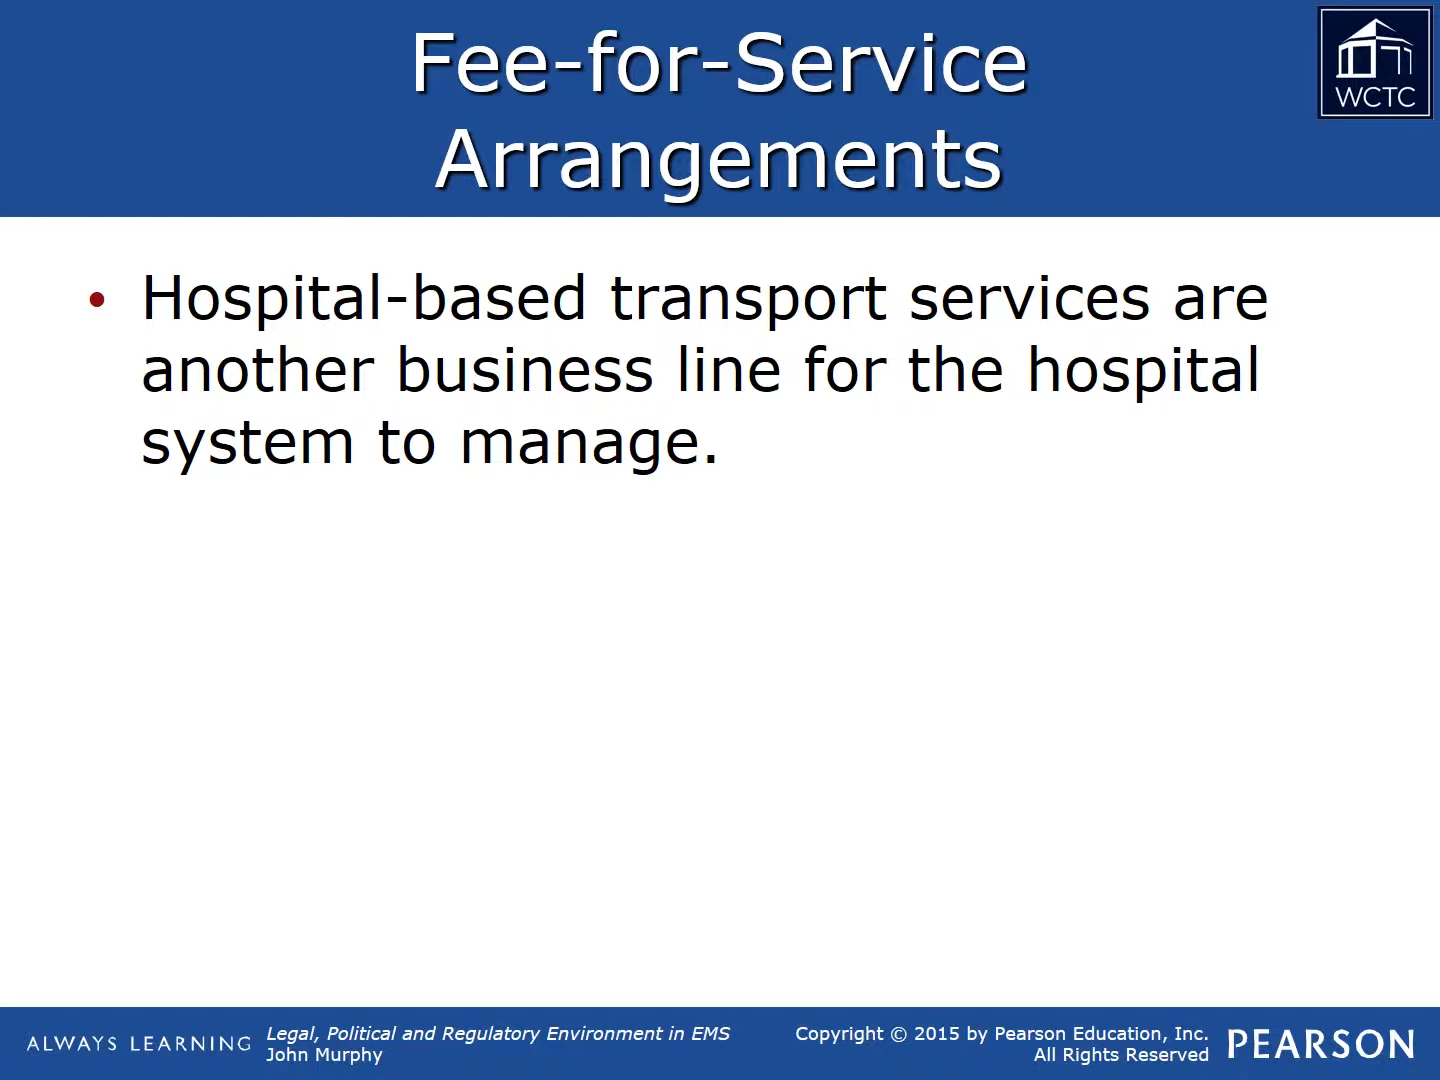 Fee-for-Service
Arrangements
WCTC
• Hospital-based transport services are
another business line for the hospital
system to manage.
ALWAYS LEARNING
Legal, Political and Regulatory Environment in EMS
John Murphy
Copyright © 2015 by Pearson Education, Inc.
All Rights Reserved
PEARSON